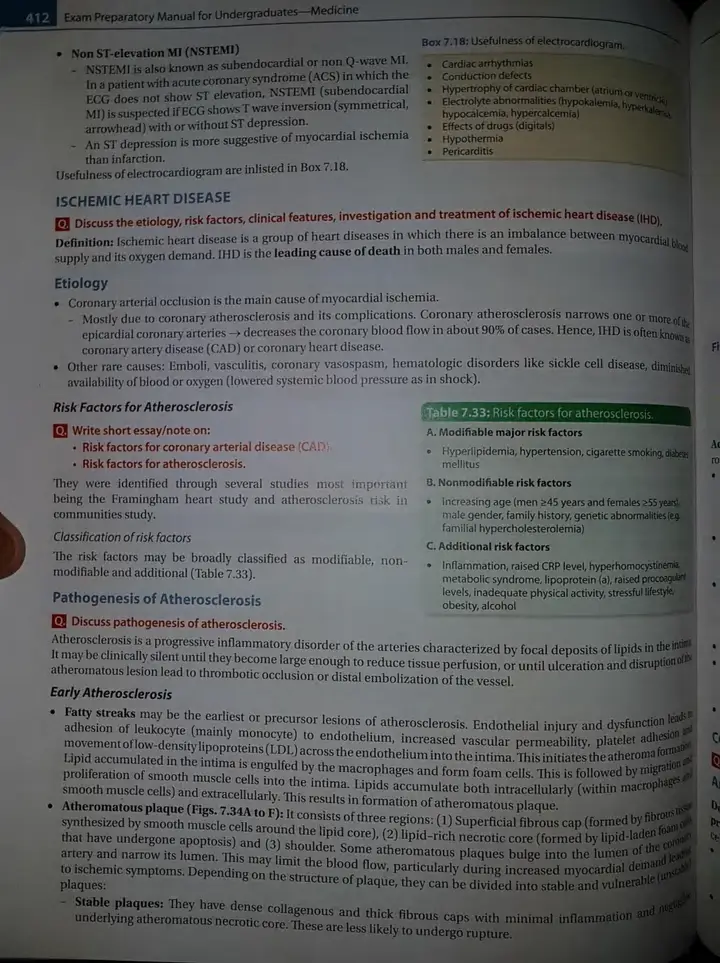 412 Exam Preparatory Manual for Undergraduates—Medicine
• Non ST-elevation MI (NSTEMI)
– NSTEMI is also known as subendocardial or non Q-wave MI.
In a patient with acute coronary syndrome (ACS) in which the
ECG does not show ST elevation, NSTEMI (subendocardial
MI) is suspected if ECG shows T wave inversion (symmetrical,
arrowhead) with or without ST depression.
– An ST depression is more suggestive of myocardial ischemia
than infarction.
Usefulness of electrocardiogram are inlisted in Box 7.18.
Box 7.18: Usefulness of electrocardiogram.
• Cardiac arrhythmias
• Conduction defects
• Hypertrophy of cardiac chamber (atrium or ventricle)
• Electrolyte abnormalities (hypokalemia, hyperkalemia,
hypocalcemia, hypercalcemia)
• Effects of drugs (digitals)
• Hypothermia
• Pericarditis
ISCHEMIC HEART DISEASE
Q. Discuss the etiology, risk factors, clinical features, investigation and treatment of ischemic heart disease (IHD).
Definition: Ischemic heart disease is a group of heart diseases in which there is an imbalance between myocardial blood
supply and its oxygen demand. IHD is the leading cause of death in both males and females.
Etiology
• Coronary arterial occlusion is the main cause of myocardial ischemia.
– Mostly due to coronary atherosclerosis and its complications. Coronary atherosclerosis narrows one or more of the
epicardial coronary arteries → decreases the coronary blood flow in about 90% of cases. Hence, IHD is often known as
coronary artery disease (CAD) or coronary heart disease.
• Other rare causes: Emboli, vasculitis, coronary vasospasm, hematologic disorders like sickle cell disease, diminished
availability of blood or oxygen (lowered systemic blood pressure as in shock).
Risk Factors for Atherosclerosis
Q. Write short essay/note on:
• Risk factors for coronary arterial disease (CAD).
• Risk factors for atherosclerosis.
They were identified through several studies most important
being the Framingham heart study and atherosclerosis risk in
communities study.
Classification of risk factors
The risk factors may be broadly classified as modifiable, non-
modifiable and additional (Table 7.33).
Table 7.33: Risk factors for atherosclerosis.
A. Modifiable major risk factors
• Hyperlipidemia, hypertension, cigarette smoking, diabetes
mellitus
B. Nonmodifiable risk factors
• Increasing age (men ≥45 years and females ≥55 years),
male gender, family history, genetic abnormalities (e.g.
familial hypercholesterolemia)
C. Additional risk factors
• Inflammation, raised CRP level, hyperhomocystinemia,
metabolic syndrome, lipoprotein (a), raised procoagulant
levels, inadequate physical activity, stressful lifestyle,
obesity, alcohol
Pathogenesis of Atherosclerosis
Q. Discuss pathogenesis of atherosclerosis.
Atherosclerosis is a progressive inflammatory disorder of the arteries characterized by focal deposits of lipids in the intima.
It may be clinically silent until they become large enough to reduce tissue perfusion, or until ulceration and disruption of the
atheromatous lesion lead to thrombotic occlusion or distal embolization of the vessel.
Early Atherosclerosis
• Fatty streaks may be the earliest or precursor lesions of atherosclerosis. Endothelial injury and dysfunction leads to
adhesion of leukocyte (mainly monocyte) to endothelium, increased vascular permeability, platelet adhesion and
movement of low-density lipoproteins (LDL) across the endothelium into the intima. This initiates the atheroma formation.
Lipid accumulated in the intima is engulfed by the macrophages and form foam cells. This is followed by migration and
proliferation of smooth muscle cells into the intima. Lipids accumulate both intracellularly (within macrophages and
smooth muscle cells) and extracellularly. This results in formation of atheromatous plaque.
• Atheromatous plaque (Figs. 7.34A to F): It consists of three regions: (1) Superficial fibrous cap (formed by fibrous tissue
synthesized by smooth muscle cells around the lipid core), (2) lipid-rich necrotic core (formed by lipid-laden foam cells
that have undergone apoptosis) and (3) shoulder. Some atheromatous plaques bulge into the lumen of the coronary
artery and narrow its lumen. This may limit the blood flow, particularly during increased myocardial demand leading
to ischemic symptoms. Depending on the structure of plaque, they can be divided into stable and vulnerable (unstable)
plaques:
– Stable plaques: They have dense collagenous and thick fibrous caps with minimal inflammation and
underlying atheromatous necrotic core. These are less likely to undergo rupture.